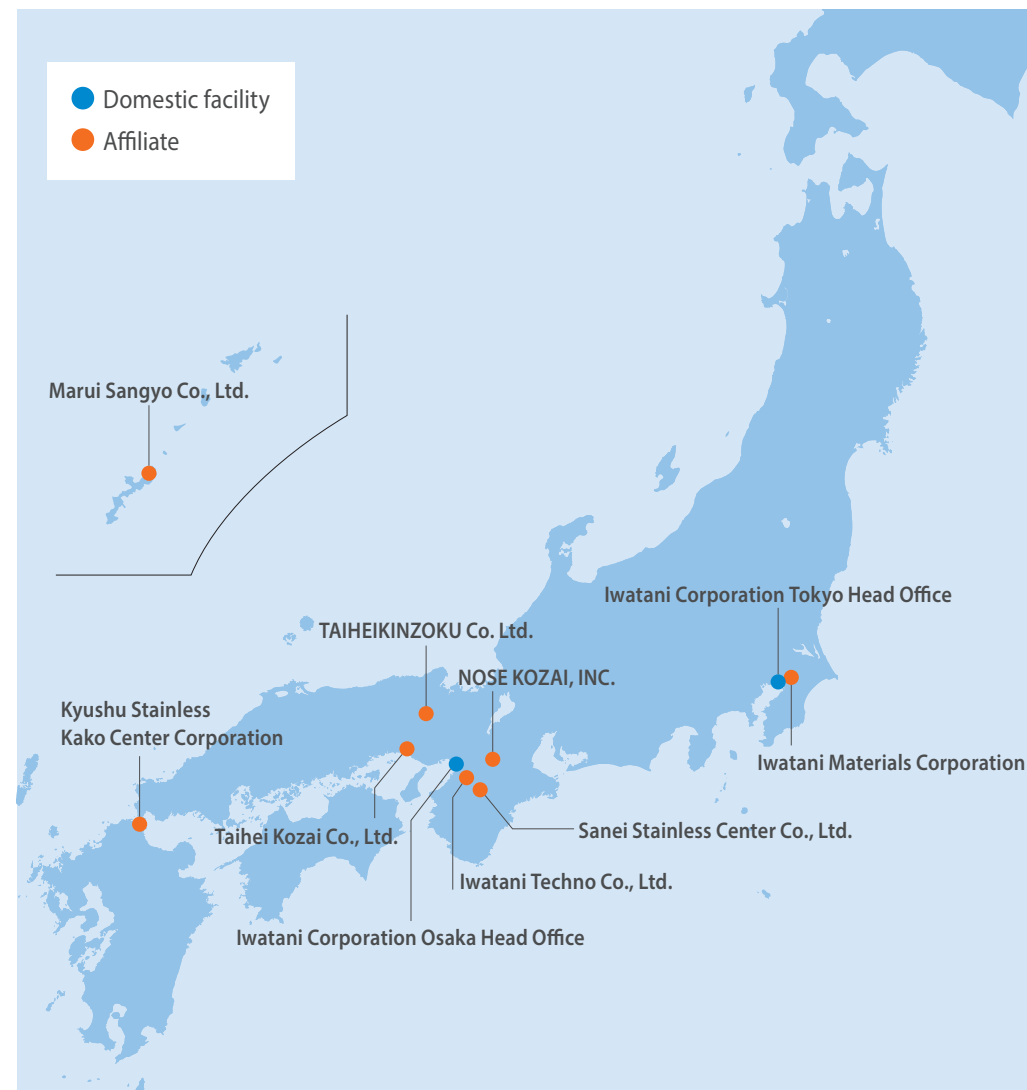 Domestic facility
Affiliate
Marui Sangyo Co., Ltd.
Iwatani Corporation Tokyo Head Office
TAIHEIKINZOKU Co. Ltd.
NOSE KOZAI, INC.
Kyushu Stainless
Kako Center Corporation
Iwatani Materials Corporation
Taihei Kozai Co., Ltd.
Sanei Stainless Center Co., Ltd.
Iwatani Techno Co., Ltd.
Iwatani Corporation Osaka Head Office